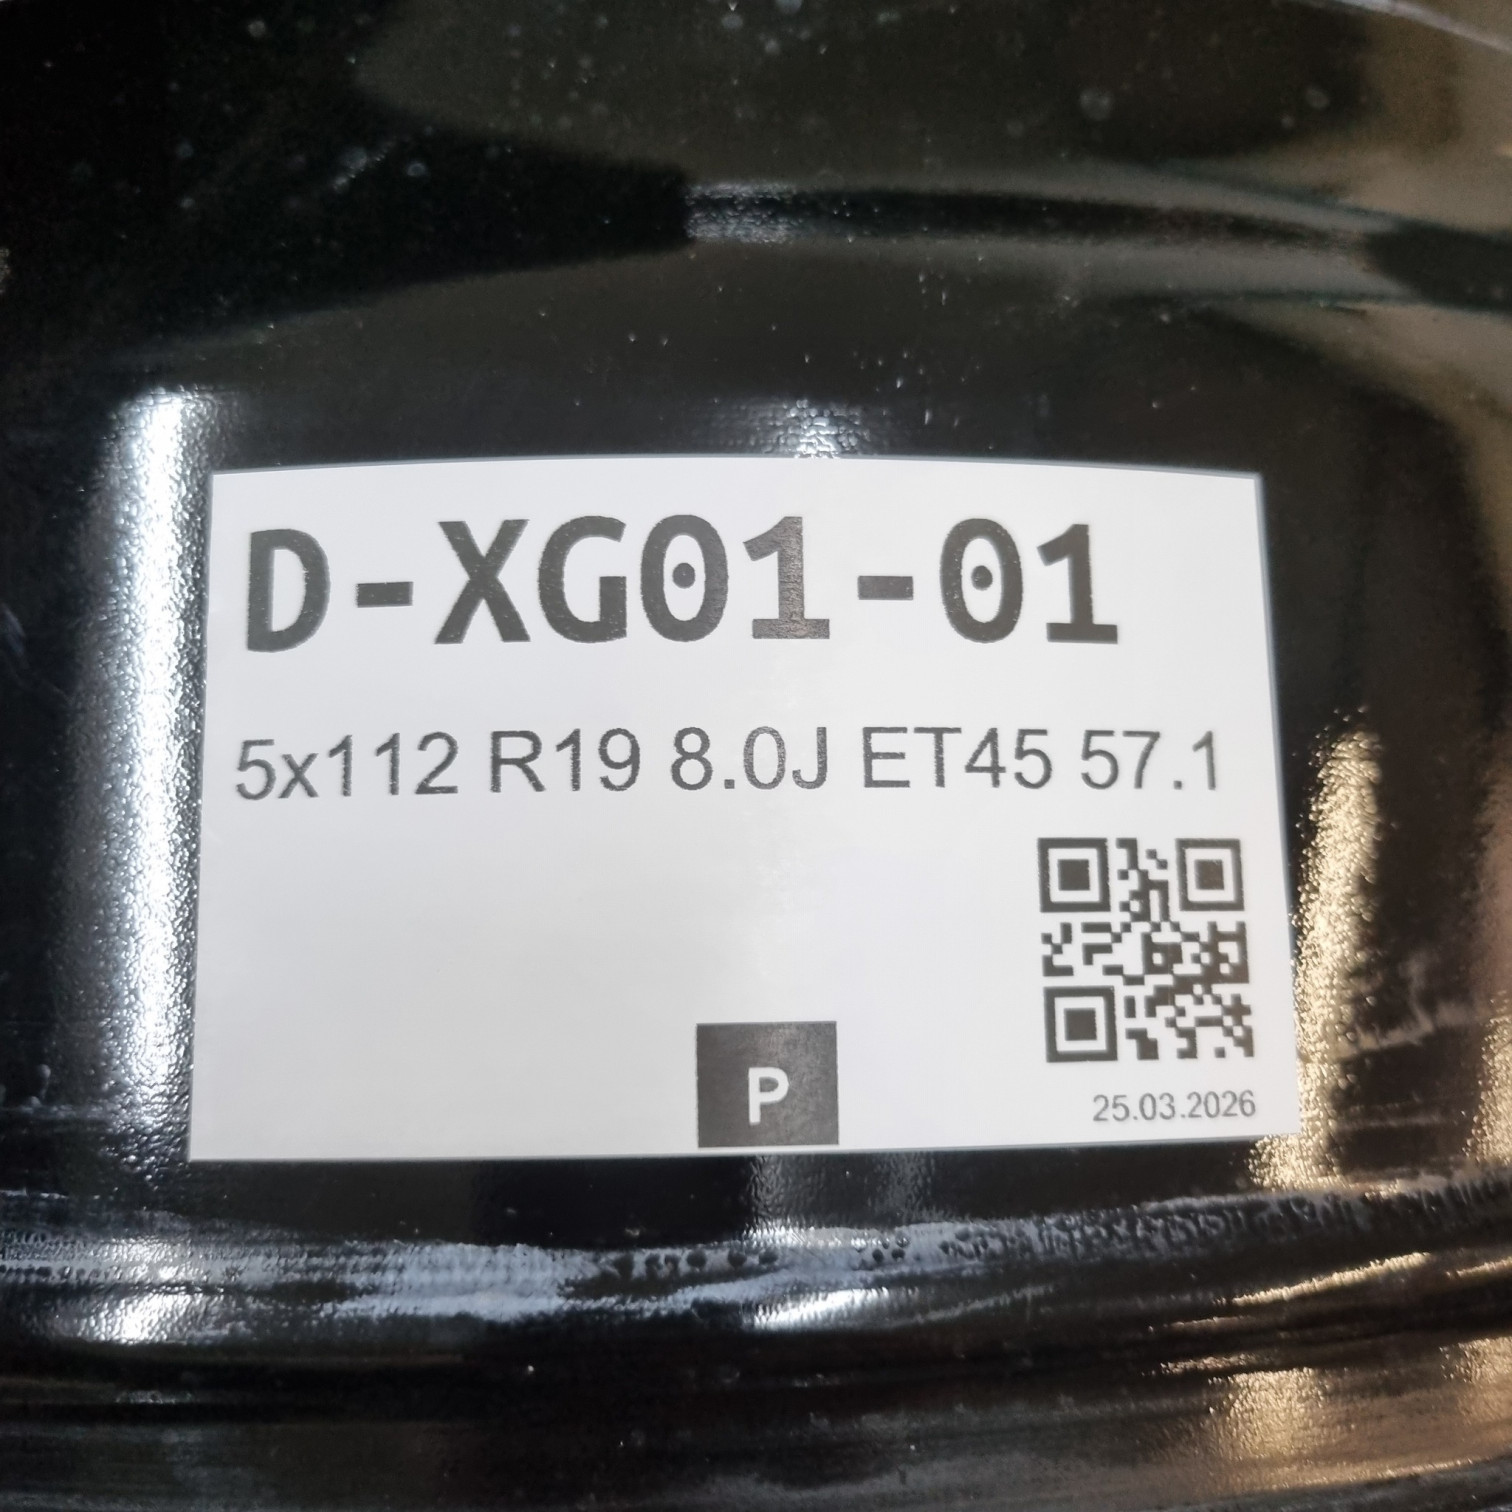 D-XG01-01
5x112 R19 8.0J ET45 57.1
P
25.03.2026